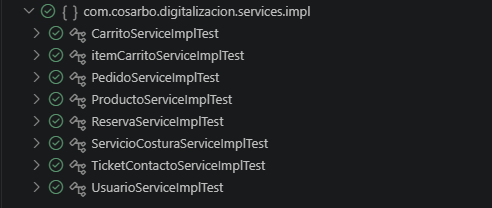 { } com.cosarbo.digitalizacion.services.impl
CarritoServiceImplTest
itemCarritoServiceImplTest
PedidoServiceImplTest
ProductoServiceImplTest
ReservaServiceImplTest
ServicioCosturaServiceImplTest
TicketContactoServiceImplTest
UsuarioServiceImplTest